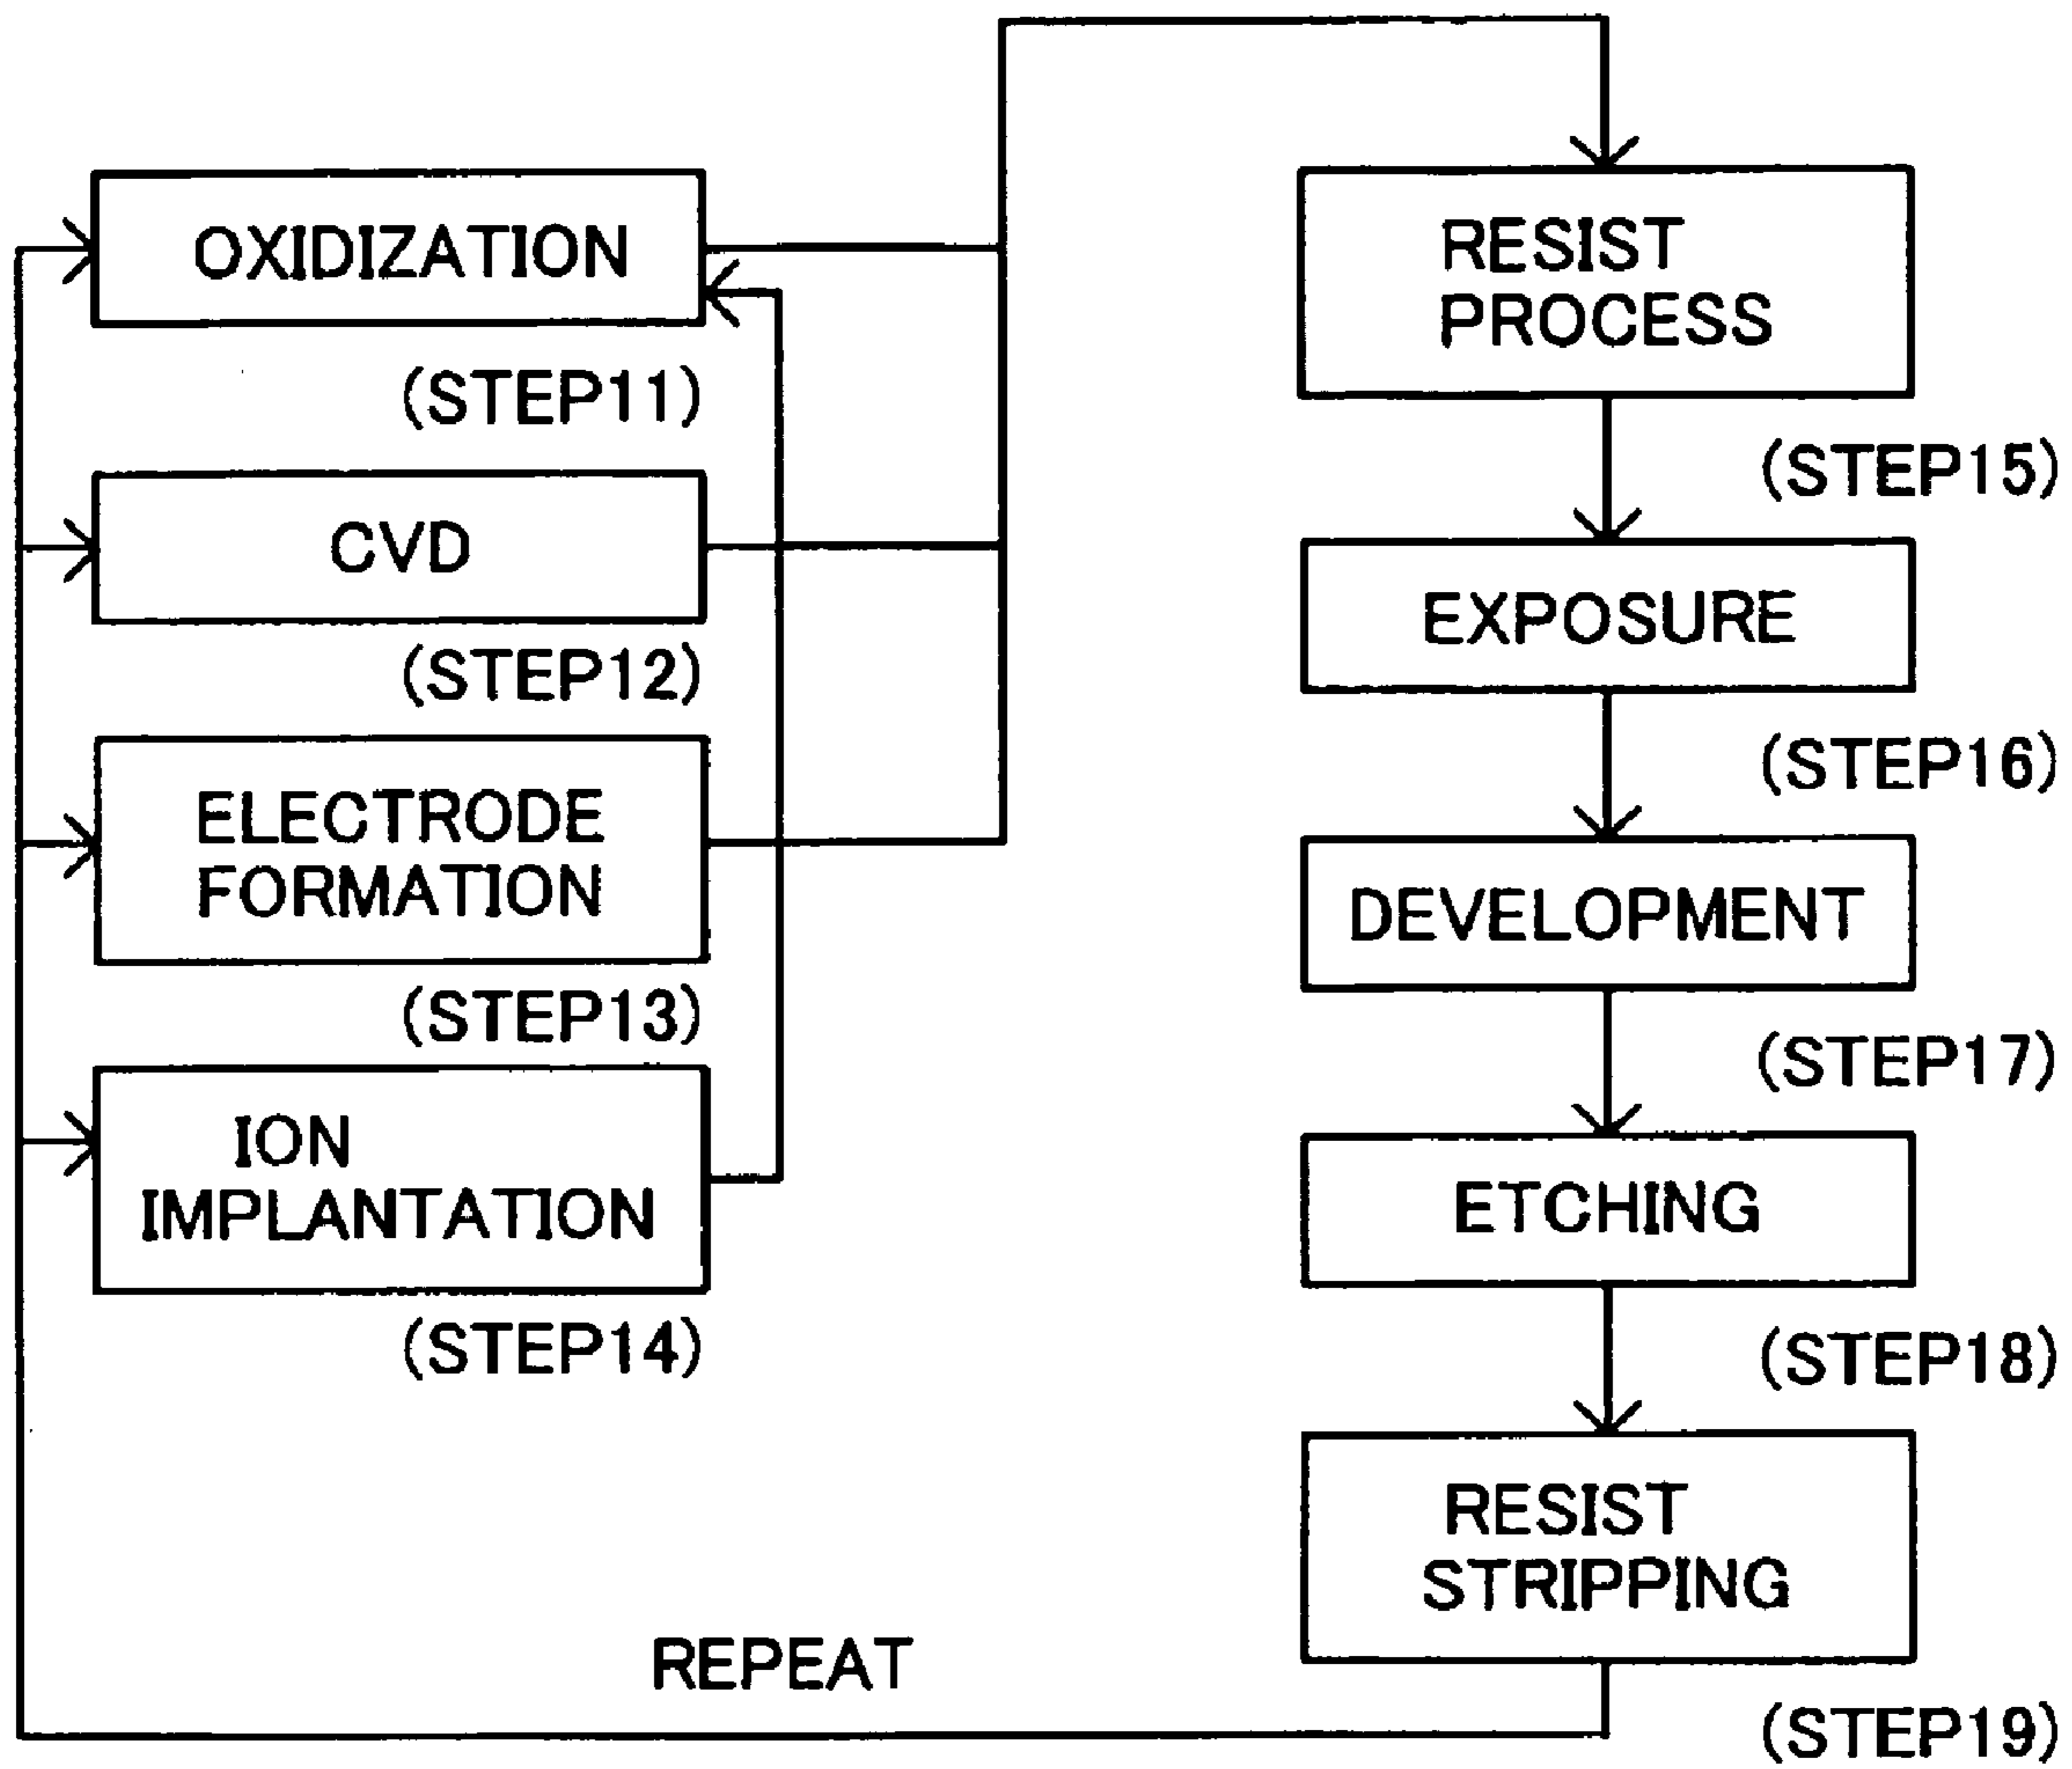 OXIDIZATION
(STEP11)
CVD
(STEP12)
ELECTRODE
FORMATION
(STEP13)
ION
IMPLANTATION
(STEP14)
RESIST
PROCESS
(STEP15)
EXPOSURE
(STEP16)
DEVELOPMENT
(STEP17)
ETCHING
(STEP18)
RESIST
STRIPPING
(STEP19)
REPEAT